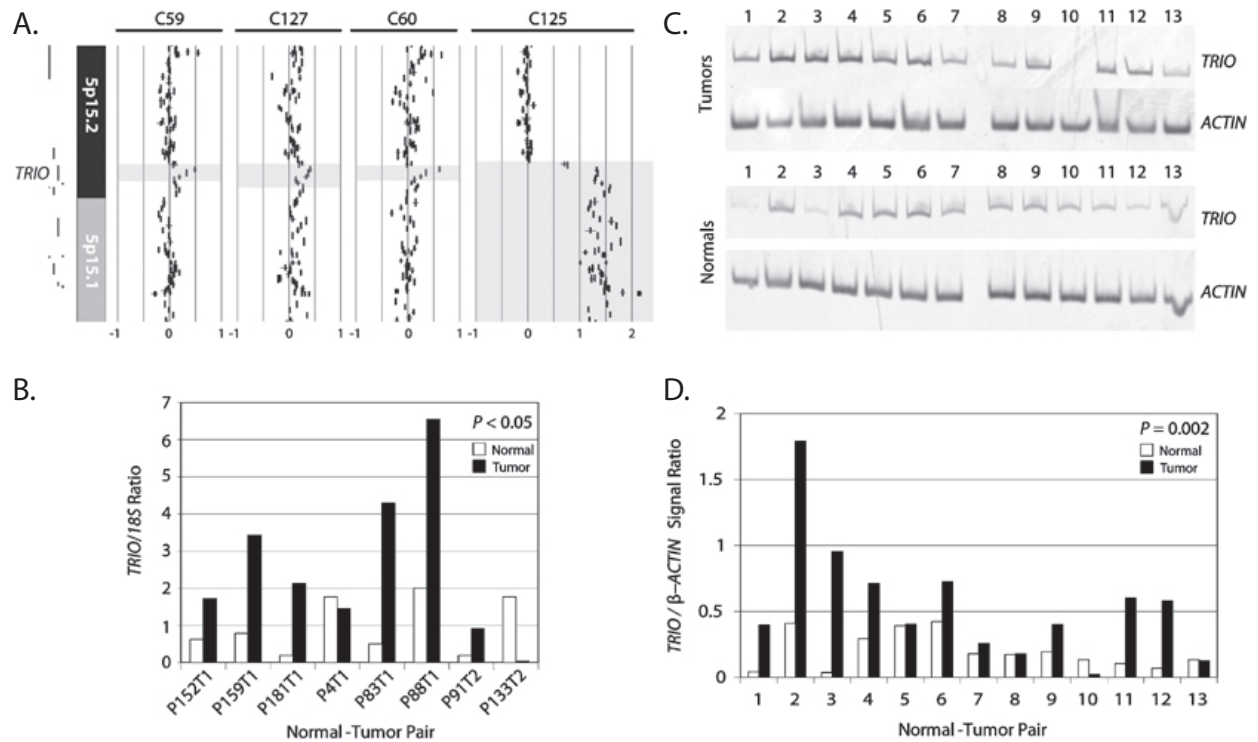 A.
C59 C127 C60 C125
5p15.2
TRIO
5p15.1
-1 0 1 -1 0 1 -1 0 1 -1 0 1 2
B.
7
6
5
4
3
2
1
0
TRIO/18S Ratio
P < 0.05
Normal
Tumor
P152T1 P159T1 P181T1 P4T1 P83T1 P88T1 P91T2 P133T2
Normal -Tumor Pair
C.
1 2 3 4 5 6 7 8 9 10 11 12 13
Tumors
TRIO
ACTIN
1 2 3 4 5 6 7 8 9 10 11 12 13
Normals
TRIO
ACTIN
D.
2
1.5
1
0.5
0
TRIO / β-ACTIN Signal Ratio
P = 0.002
Normal
Tumor
1 2 3 4 5 6 7 8 9 10 11 12 13
Normal -Tumor Pair